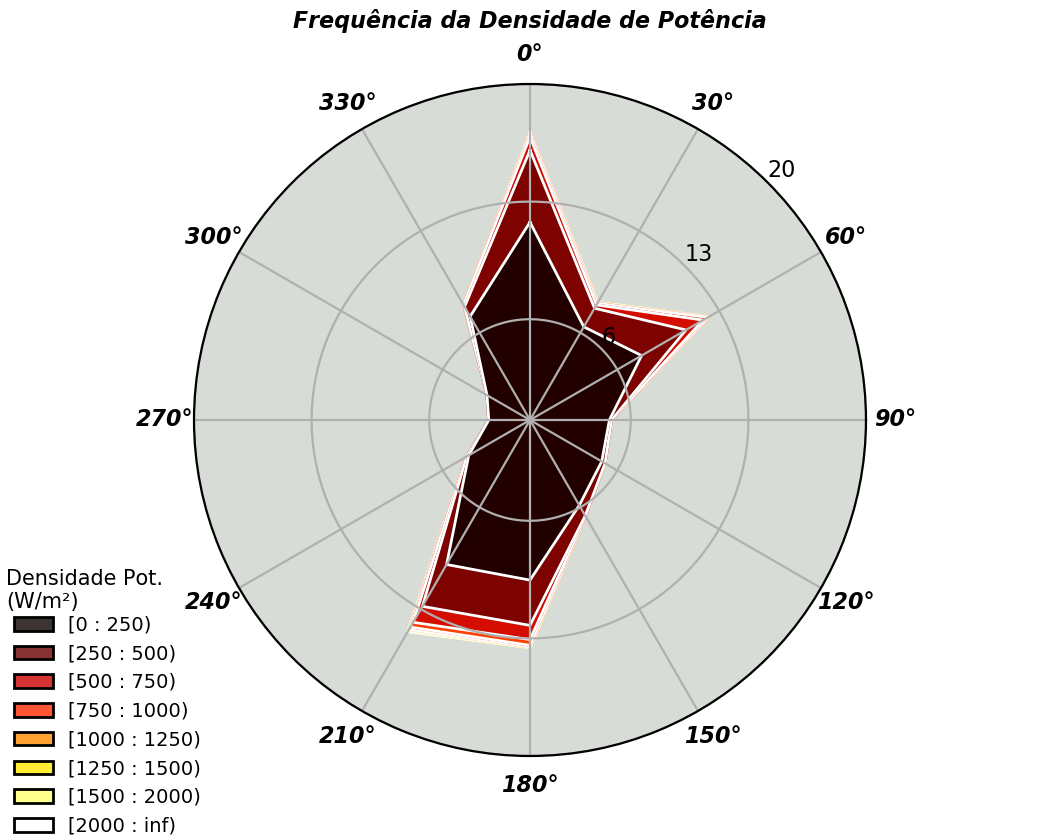 Frequência da Densidade de Potência
0°
330°
30°
20
300°
60°
13
6
270°
90°
240°
120°
210°
150°
180°
Densidade Pot.
(W/m²)
[0 : 250)
[250 : 500)
[500 : 750)
[750 : 1000)
[1000 : 1250)
[1250 : 1500)
[1500 : 2000)
[2000 : inf)